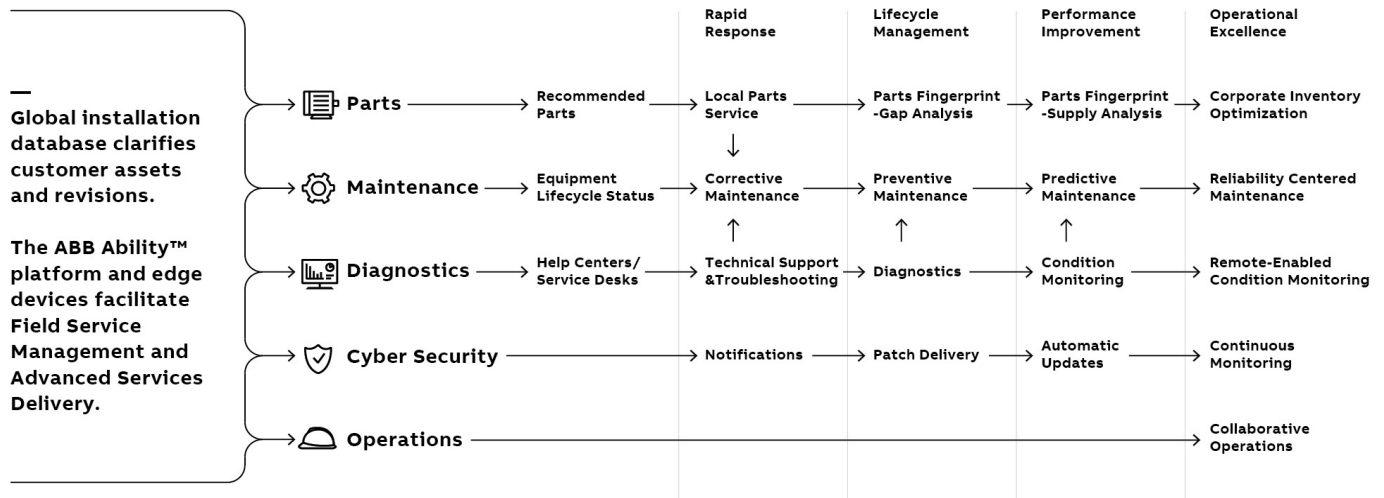 Rapid
Response
Lifecycle
Management
Performance
Improvement
Operational
Excellence
Global installation
database clarifies
customer assets
and revisions.
The ABB Ability™
platform and edge
devices facilitate
Field Service
Management and
Advanced Services
Delivery.
Parts
Recommended
Parts
Local Parts
Service
Parts Fingerprint
-Gap Analysis
Parts Fingerprint
-Supply Analysis
Corporate Inventory
Optimization
Maintenance
Equipment
Lifecycle Status
Corrective
Maintenance
Preventive
Maintenance
Predictive
Maintenance
Reliability Centered
Maintenance
Diagnostics
Help Centers/
Service Desks
Technical Support
&Troubleshooting
Diagnostics
Condition
Monitoring
Remote-Enabled
Condition Monitoring
Cyber Security
Notifications
Patch Delivery
Automatic
Updates
Continuous
Monitoring
Operations
Collaborative
Operations